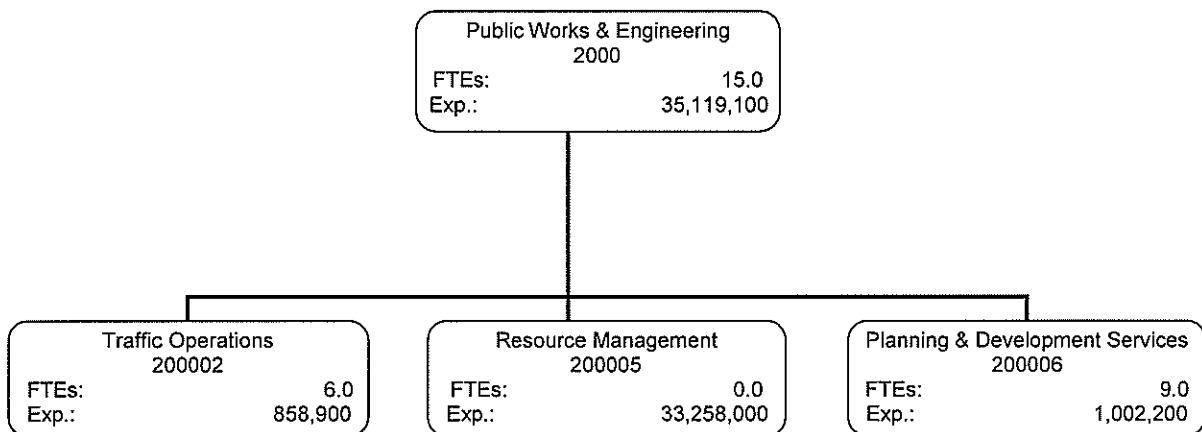 Public Works & Engineering
2000
FTEs: 15.0
Exp.: 35,119,100
Traffic Operations
200002
FTEs: 6.0
Exp.: 858,900
Resource Management
200005
FTEs: 0.0
Exp.: 33,258,000
Planning & Development Services
200006
FTEs: 9.0
Exp.: 1,002,200